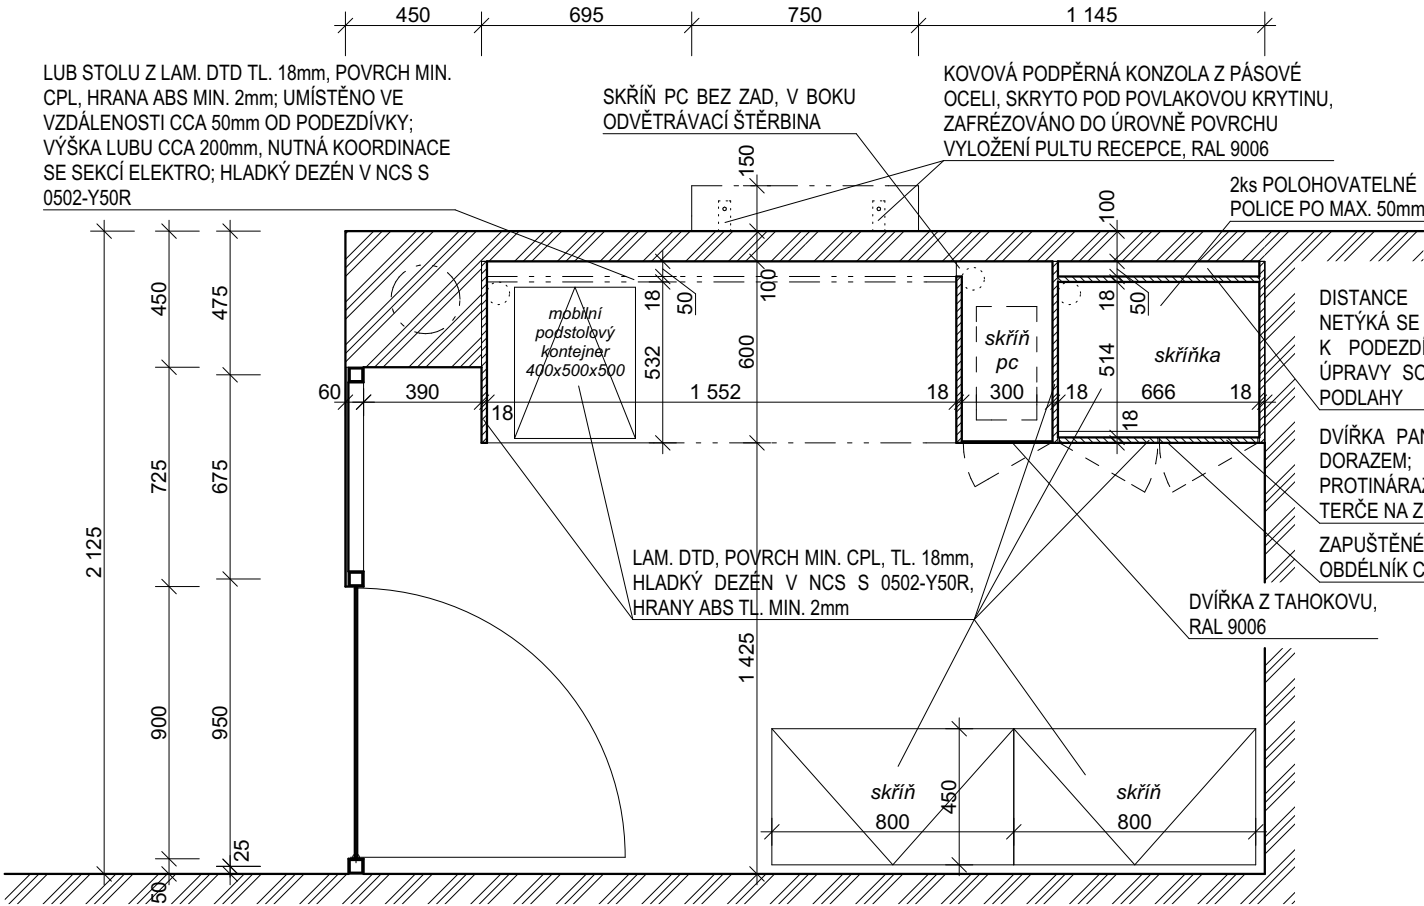 450
695
750
1 145
LUB STOLU Z LAM. DTD TL. 18mm, POVRCH MIN.
CPL, HRANA ABS MIN. 2mm; UMÍSTĚNO VE
VZDÁLENOSTI CCA 50mm OD PODEZDÍVKY;
VÝŠKA LUBU CCA 200mm, NUTNÁ KOORDINACE
SE SEKCÍ ELEKTRO; HLADKÝ DEZÉN V NCS S
0502-Y50R
SKŘÍŇ PC BEZ ZAD, V BOKU
ODVĚTRÁVACÍ ŠTĚRBINA
KOVOVÁ PODPĚRNÁ KONZOLA Z PÁSOVÉ
OCELI, SKRYTO POD POVLAKOVOU KRYTINU,
ZAFRÉZOVÁNO DO ÚROVNĚ POVRCHU
VYLOŽENÍ PULTU RECEPCE, RAL 9006
2ks POLOHOVATELNÉ
POLICE PO MAX. 50mm
150
100
450
475
18
50
100
18
50
DISTANCE
NETÝKÁ SE
K PODEZDÍ
ÚPRAVY SO
PODLAHY
mobilní
podstolový
kontejner
400x500x500
532
600
skříň
pc
514
skříňka
60
390
18
1 552
18
300
18
666
18
18
DVÍŘKA PAN
DORAZEM;
PROTINÁRAZ
TERČE NA Z
ZAPUŠTĚNÉ
OBDÉLNÍK C
2 125
725
675
LAM. DTD, POVRCH MIN. CPL, TL. 18mm,
HLADKÝ DEZÉN V NCS S 0502-Y50R,
HRANY ABS TL. MIN. 2mm
DVÍŘKA Z TAHOKOVU,
RAL 9006
1 425
900
950
skříň
450
skříň
800
800
25
50